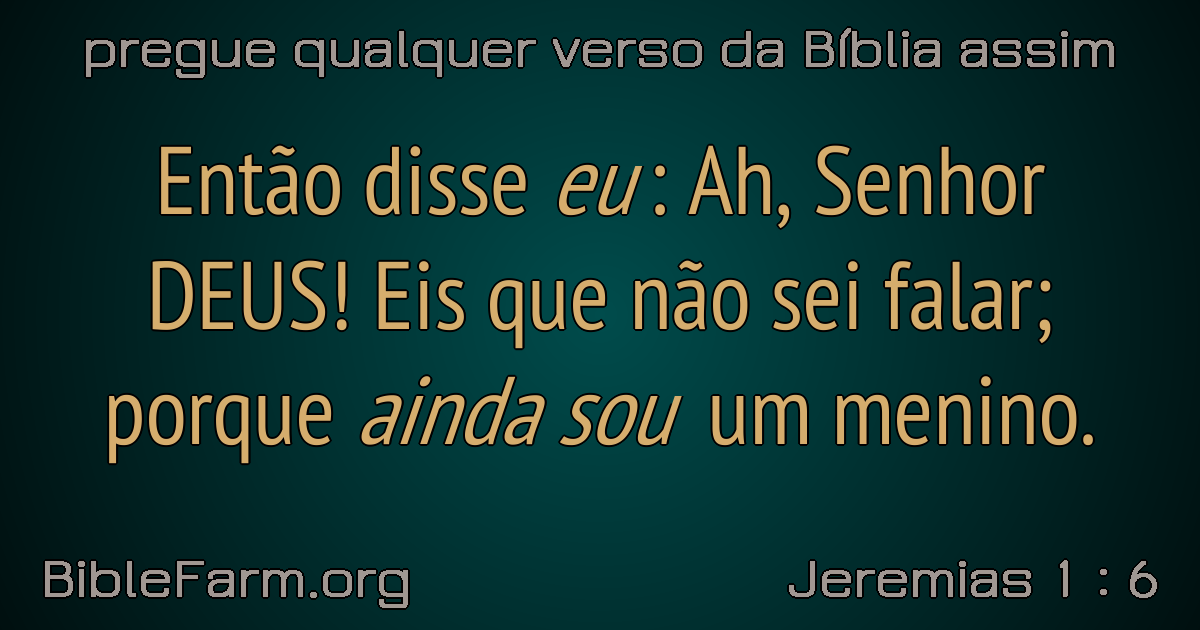 pregue qualquer verso da Bíblia assim
Então disse eu: Ah, Senhor
DEUS! Eis que não sei falar;
porque ainda sou um menino.
BibleFarm.org
Jeremias 1 : 6